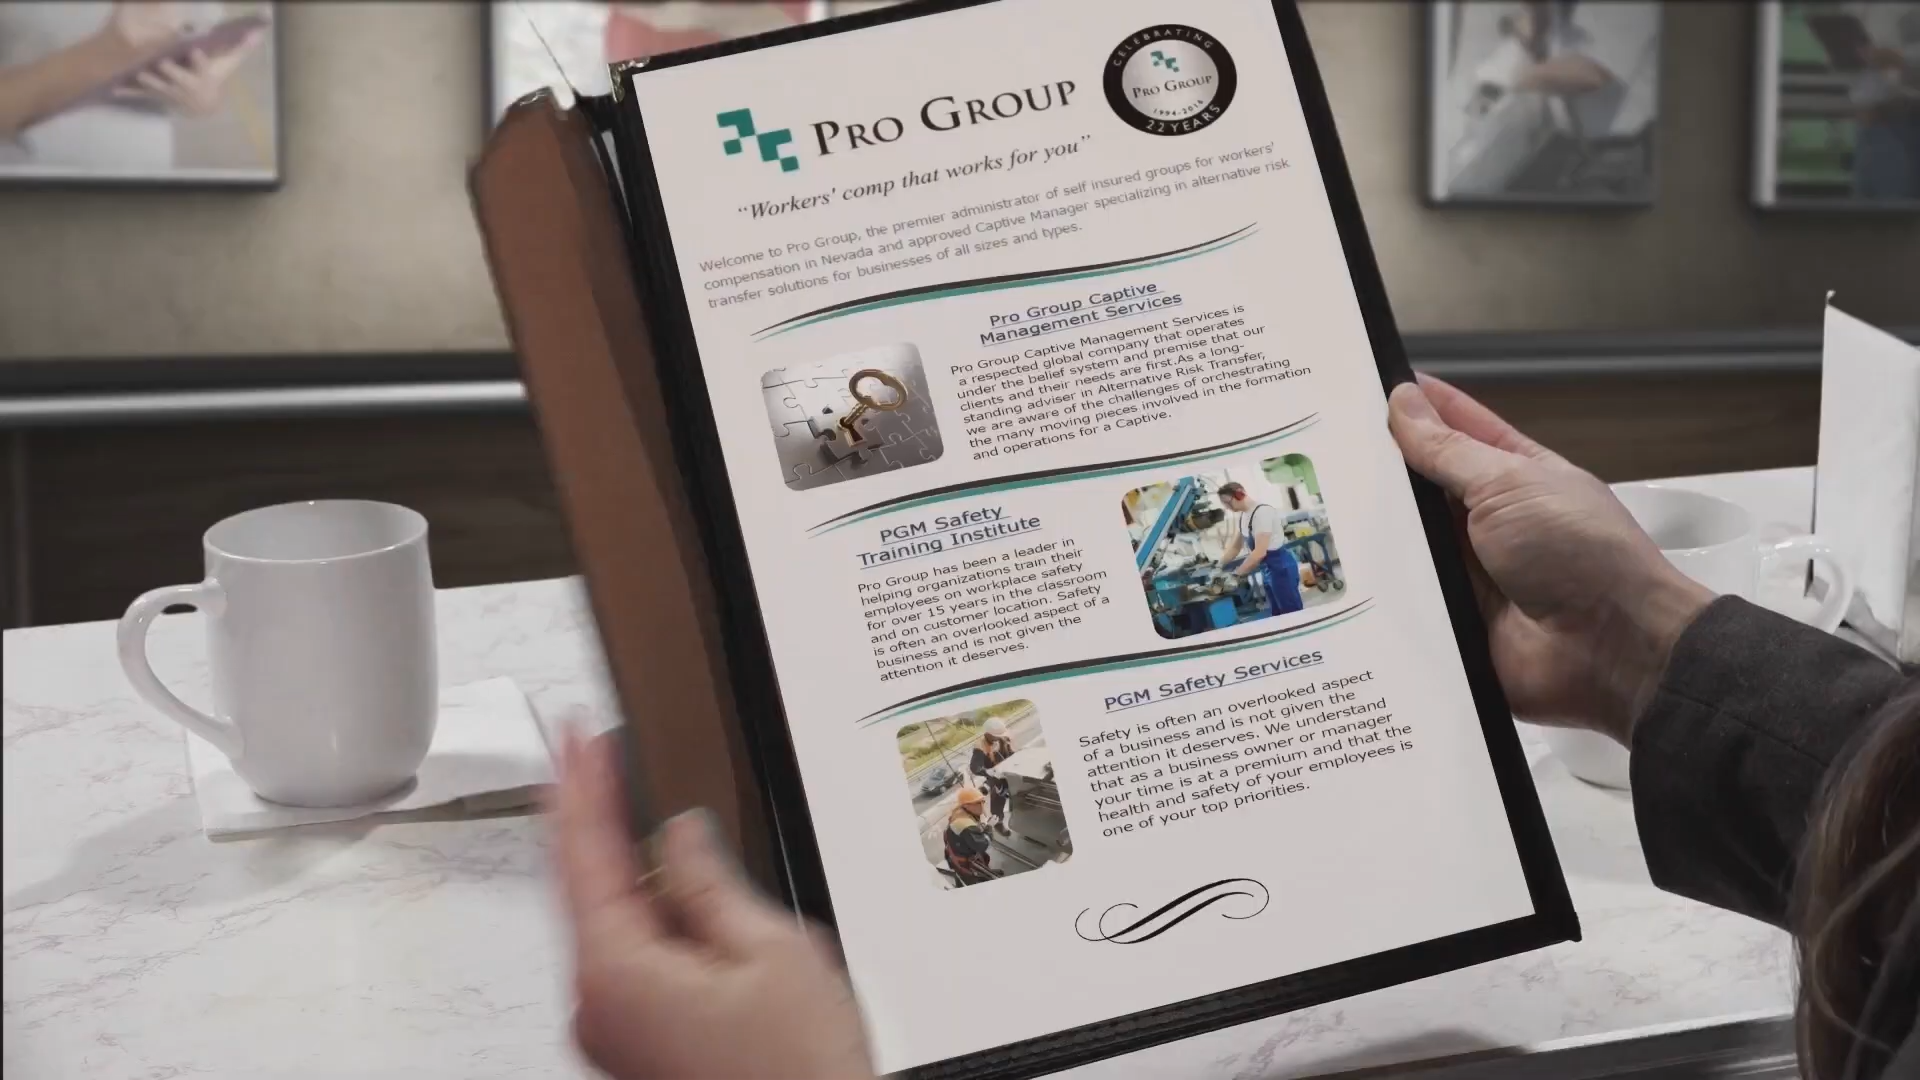 PRO GROUP
CELEBRATING
PRO GROUP
1994-2016
22 YEARS
“Workers' comp that works for you”
Welcome to Pro Group, the premier administrator of self insured groups for workers'
compensation in Nevada and approved Captive Manager specializing in alternative risk
transfer solutions for businesses of all sizes and types.
Pro Group Captive
Management Services
Pro Group Captive Management Services is
a respected global company that operates
under the belief system and premise that our
clients and their needs are first.As a long-
standing adviser in Alternative Risk Transfer,
we are aware of the challenges of orchestrating
the many moving pieces involved in the formation
and operations for a Captive.
PGM Safety
Training Institute
Pro Group has been a leader in
helping organizations train their
employees on workplace safety
for over 15 years in the classroom
and on customer location. Safety
is often an overlooked aspect of a
business and is not given the
attention it deserves.
PGM Safety Services
Safety is often an overlooked aspect
of a business and is not given the
attention it deserves. We understand
that as a business owner or manager
your time is at a premium and that the
health and safety of your employees is
one of your top priorities.